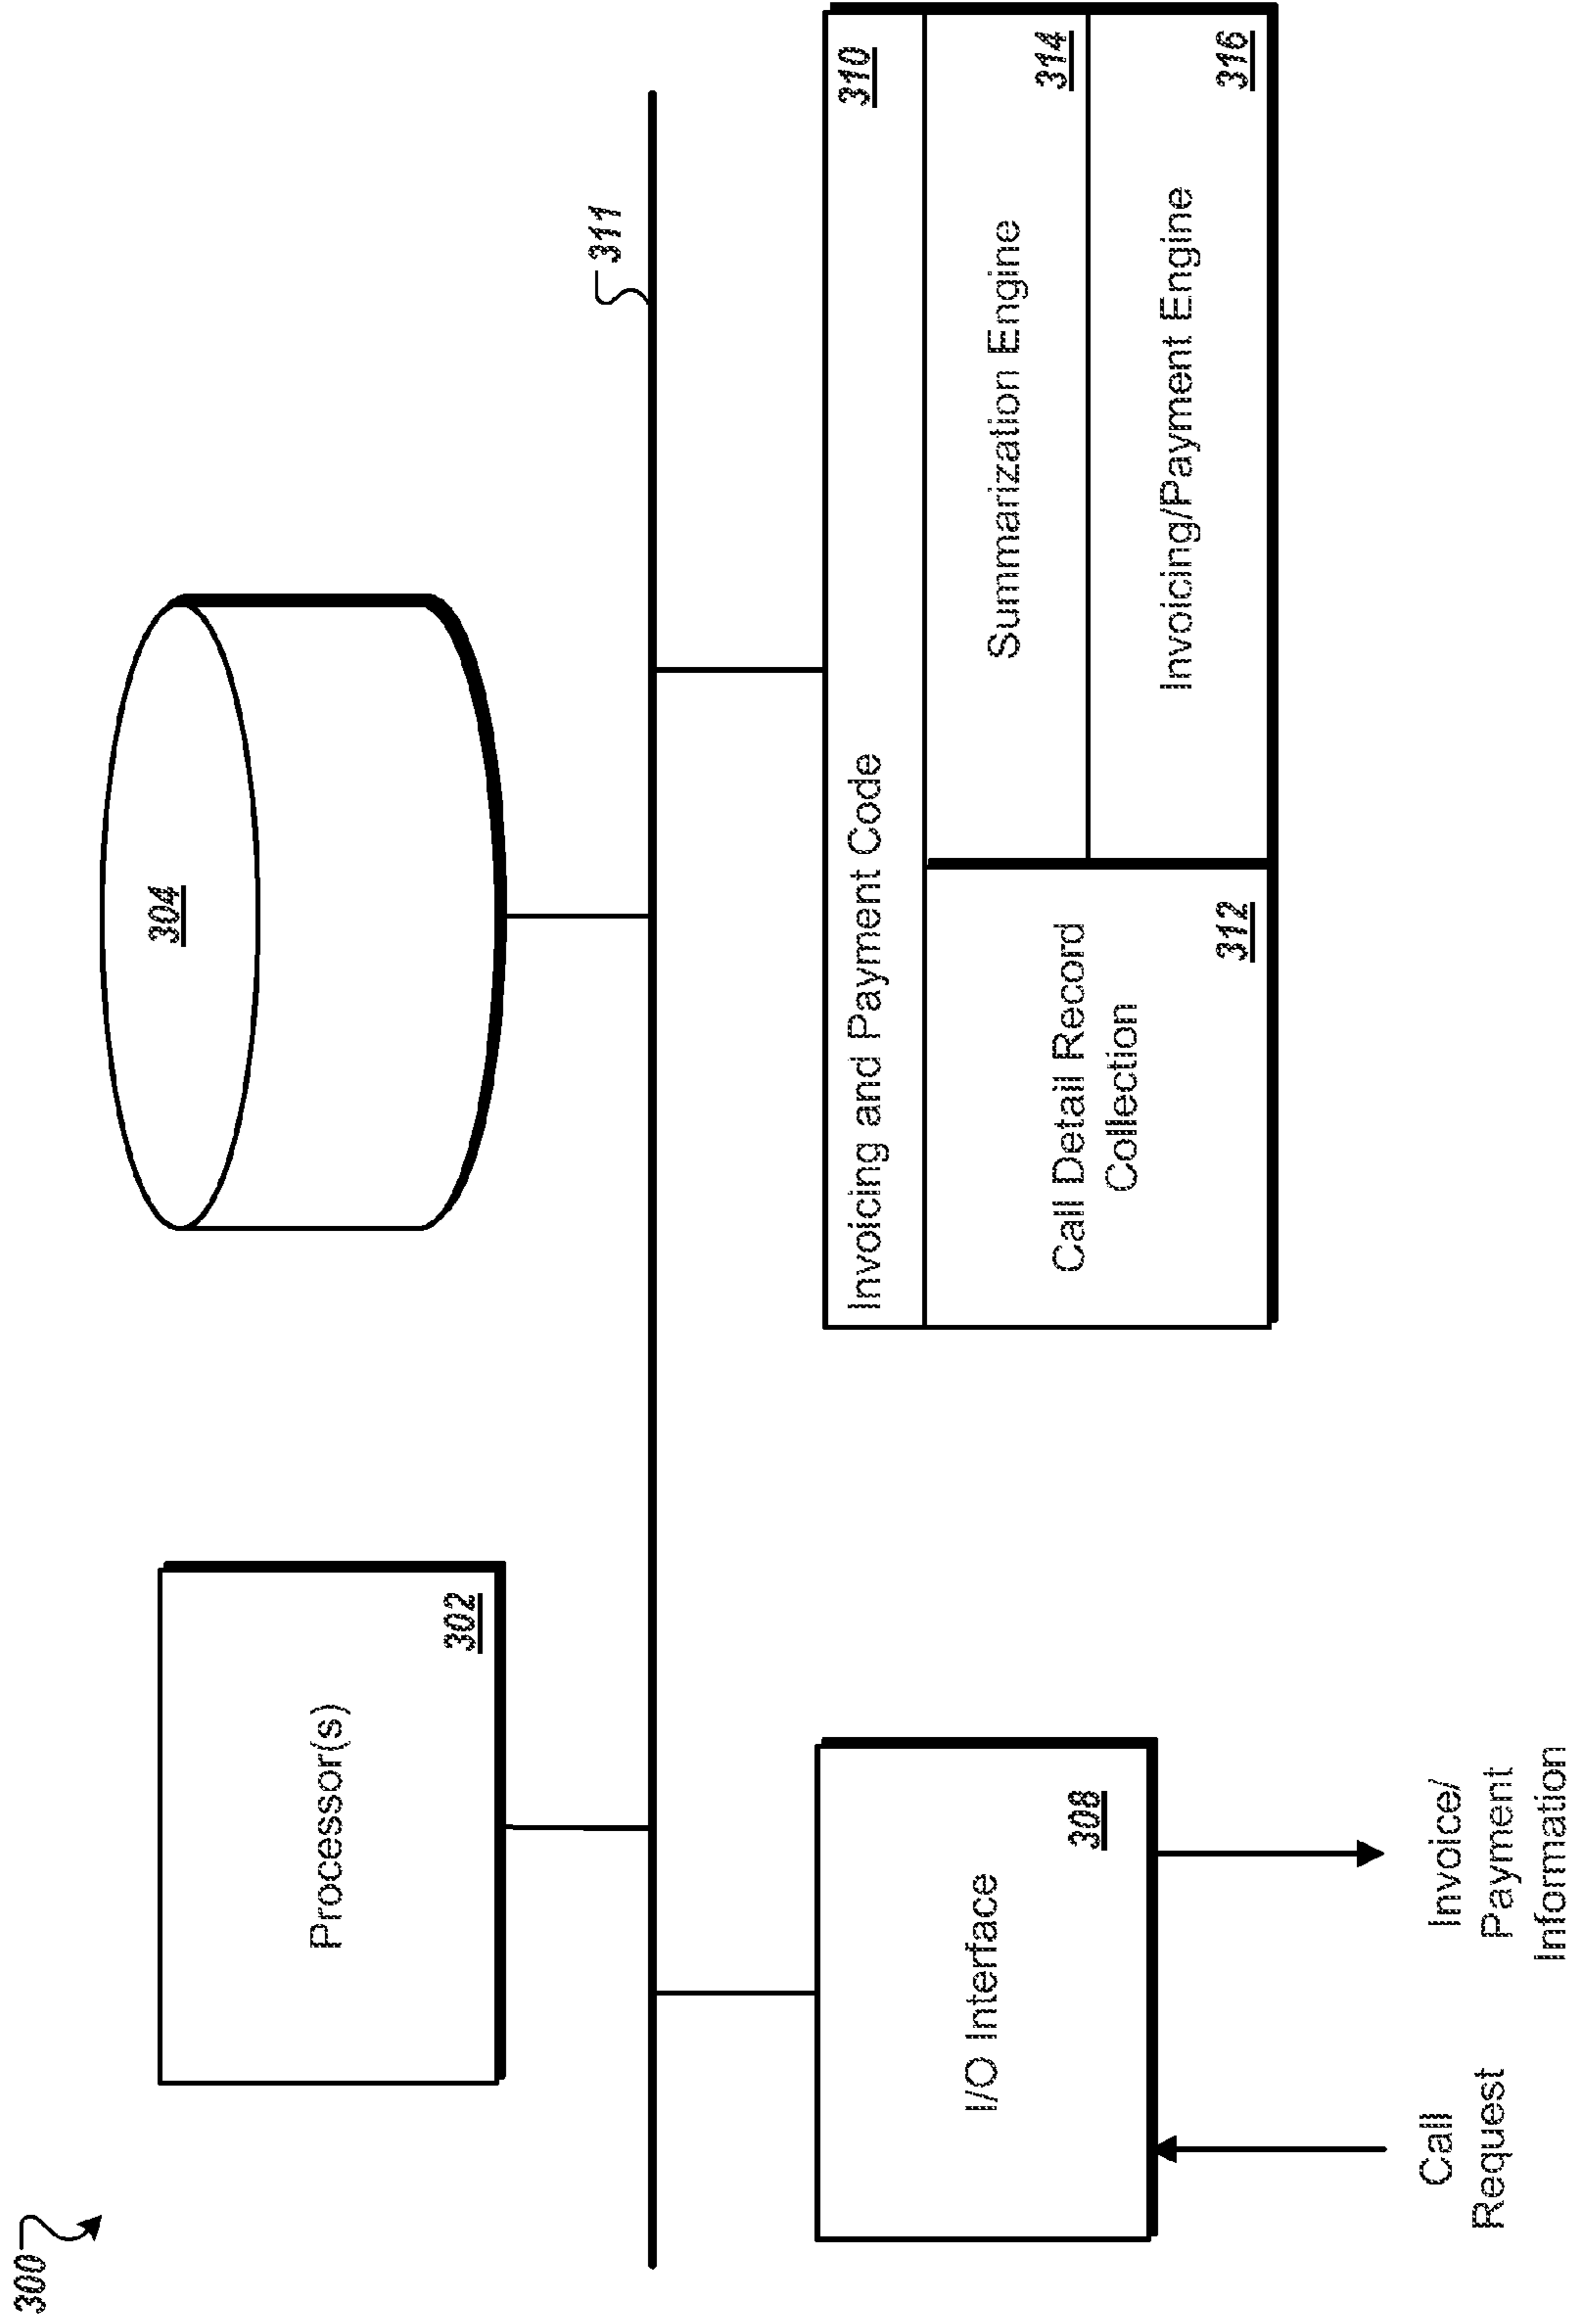 300
Processor(s)
302
304
311
I/O Interface
308
Call
Request
Invoice/
Payment
Information
Invoicing and Payment Code
310
Call Detail Record
Collection
312
Summarization Engine
314
Invoicing/Payment Engine
316